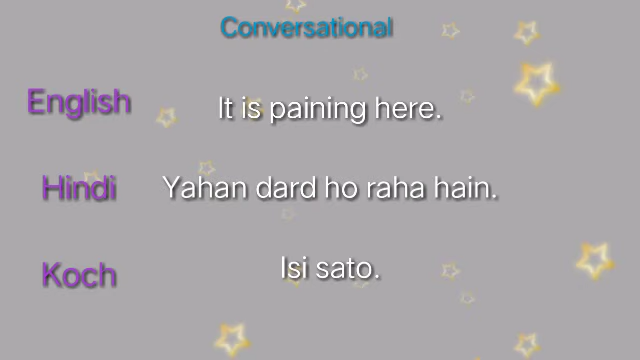 Conversational
English
It is paining here.
Hindi
Yahan dard ho raha hain.
Koch
Isi sato.